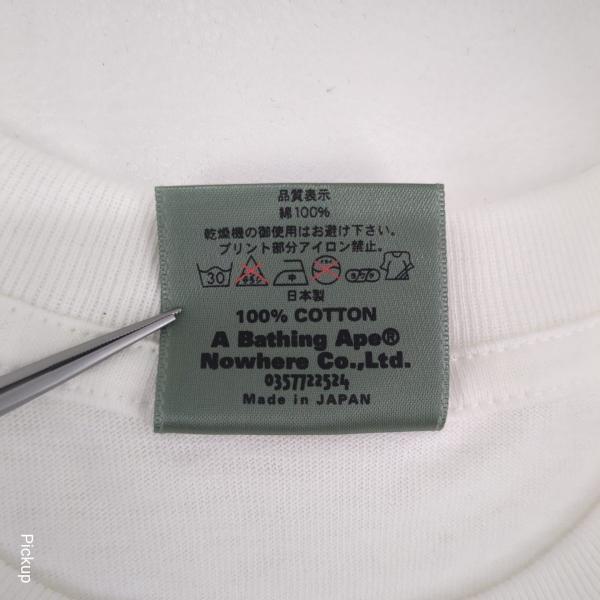 品質表示
綿100%
乾燥機の御使用はお避け下さい。
プリント部分アイロン禁止。
30 中
日本製
100% COTTON
A Bathing Ape®
Nowhere Co.,Ltd.
0357722524
Made in JAPAN
Pickup